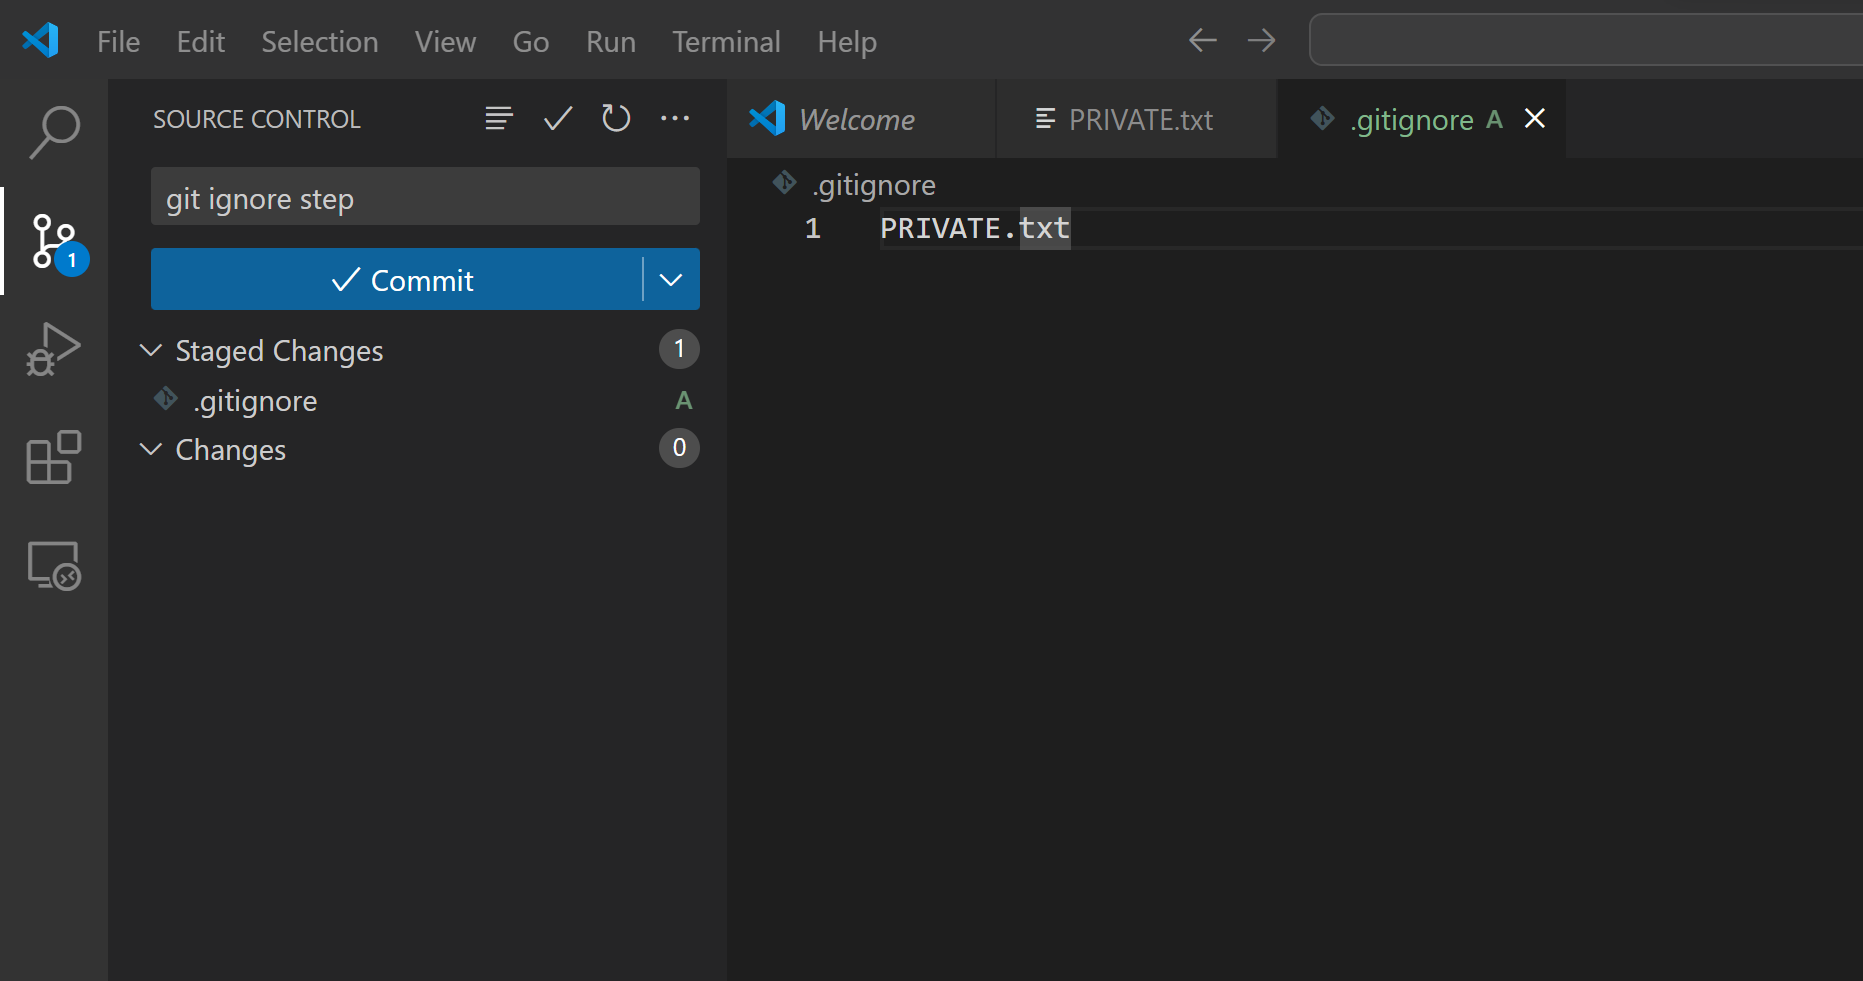 File Edit Selection View Go Run Terminal Help
SOURCE CONTROL
git ignore step
Commit
Staged Changes 1
.gitignore A
Changes 0
1
Welcome PRIVATE.txt .gitignore A
.gitignore
1 PRIVATE.txt